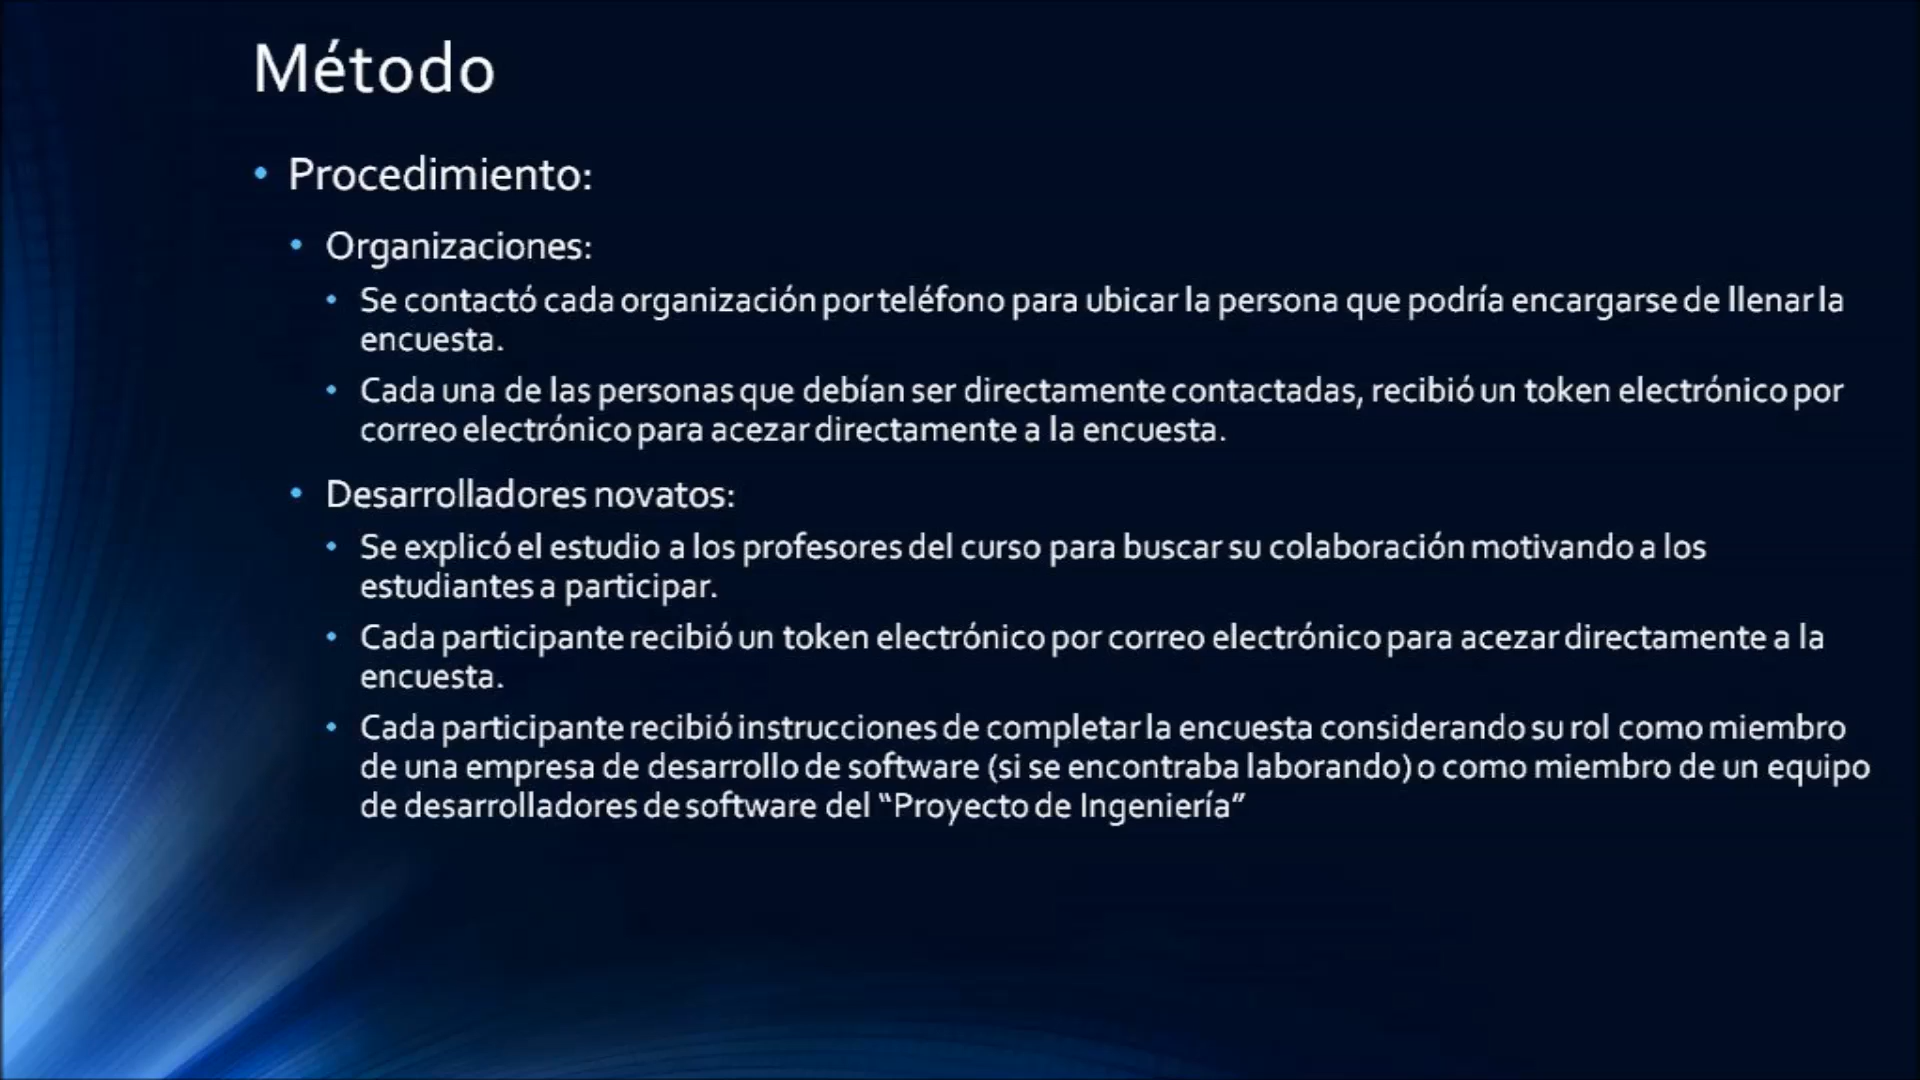 Método
• Procedimiento:
• Organizaciones:
• Se contactó cada organización por teléfono para ubicar la persona que podría encargarse de llenar la
encuesta.
• Cada una de las personas que debían ser directamente contactadas, recibió un token electrónico por
correo electrónico para acezar directamente a la encuesta.
• Desarrolladores novatos:
• Se explicó el estudio a los profesores del curso para buscar su colaboración motivando a los
estudiantes a participar.
• Cada participante recibió un token electrónico por correo electrónico para acezar directamente a la
encuesta.
• Cada participante recibió instrucciones de completar la encuesta considerando su rol como miembro
de una empresa de desarrollo de software (si se encontraba laborando) o como miembro de un equipo
de desarrolladores de software del “Proyecto de Ingeniería”